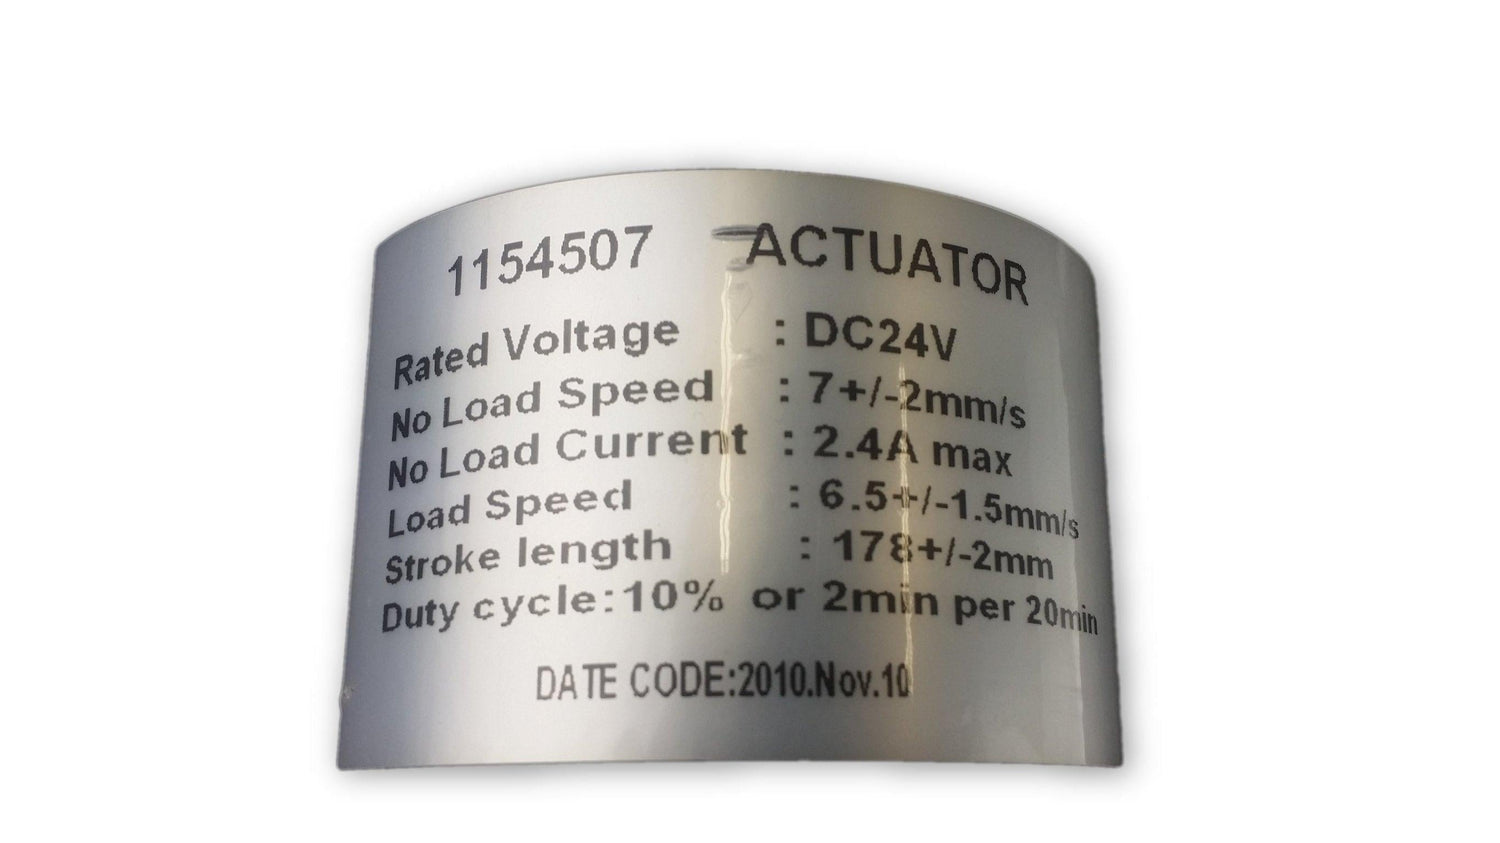 1154507 ACTUATOR
Rated Voltage : DC24V
No Load Speed : 7+/-2mm/s
No Load Current : 2.4A max
Load Speed : 6.5+/-1.5mm/s
Stroke length : 178+/-2mm
Duty cycle:10% or 2min per 20min
DATE CODE:2010.Nov.10